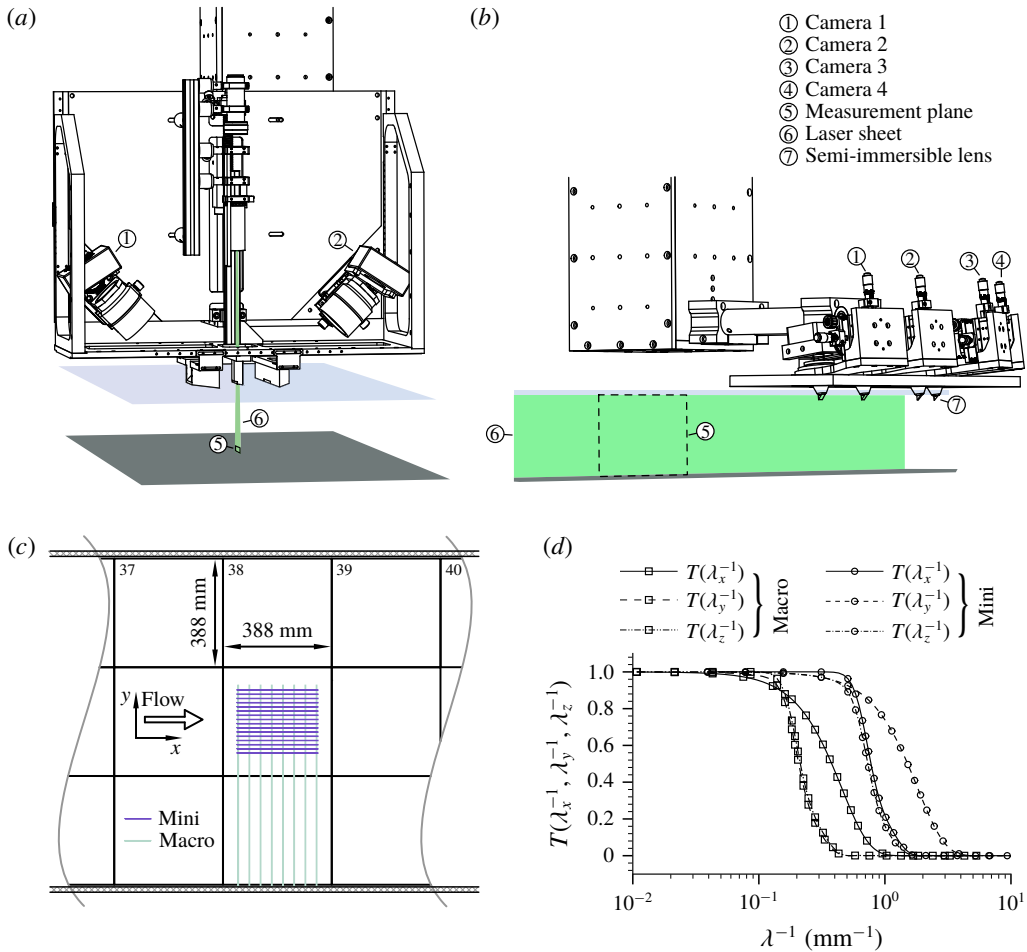 (a)
(b)
① Camera 1
② Camera 2
③ Camera 3
④ Camera 4
⑤ Measurement plane
⑥ Laser sheet
⑦ Semi-immersible lens
①
②
⑥
⑤
①
②
③
④
⑦
⑥
⑤
(c)
37
38
39
40
388 mm
388 mm
y
Flow
x
Mini
Macro
(d)
T(λx⁻¹)
T(λy⁻¹)
T(λz⁻¹)
Macro
T(λx⁻¹)
T(λy⁻¹)
T(λz⁻¹)
Mini
T(λx⁻¹, λy⁻¹, λz⁻¹)
1.0
0.8
0.6
0.4
0.2
0
10⁻²
10⁻¹
10⁰
10¹
λ⁻¹ (mm⁻¹)